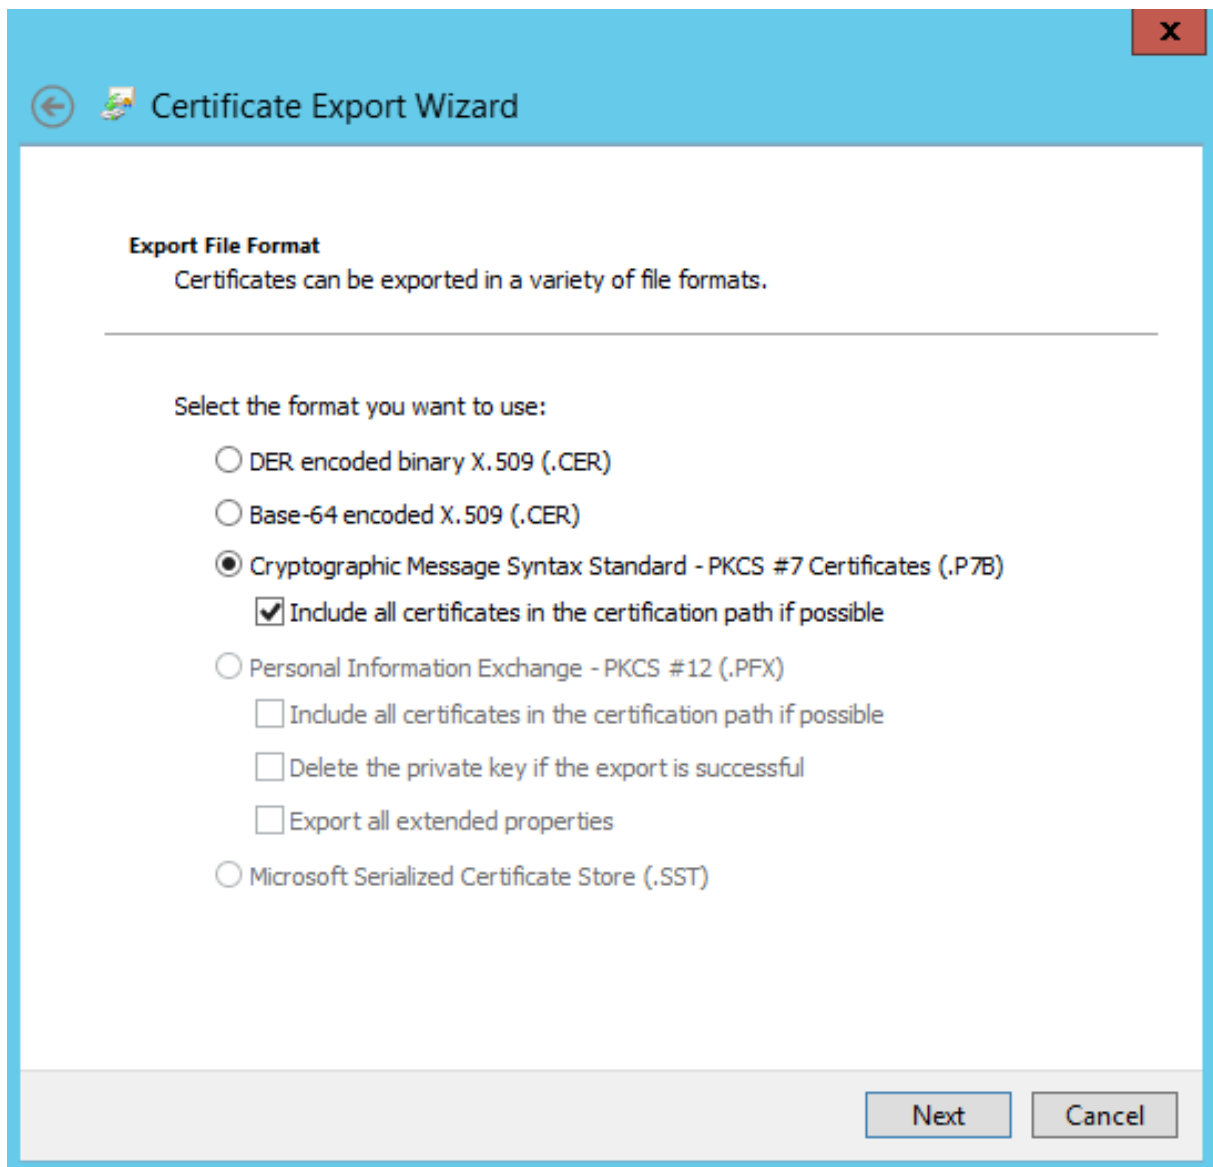 x
Certificate Export Wizard
Export File Format
Certificates can be exported in a variety of file formats.
Select the format you want to use:
DER encoded binary X.509 (.CER)
Base-64 encoded X.509 (.CER)
Cryptographic Message Syntax Standard - PKCS #7 Certificates (.P7B)
Include all certificates in the certification path if possible
Personal Information Exchange - PKCS #12 (.PFX)
Include all certificates in the certification path if possible
Delete the private key if the export is successful
Export all extended properties
Microsoft Serialized Certificate Store (.SST)
Next Cancel